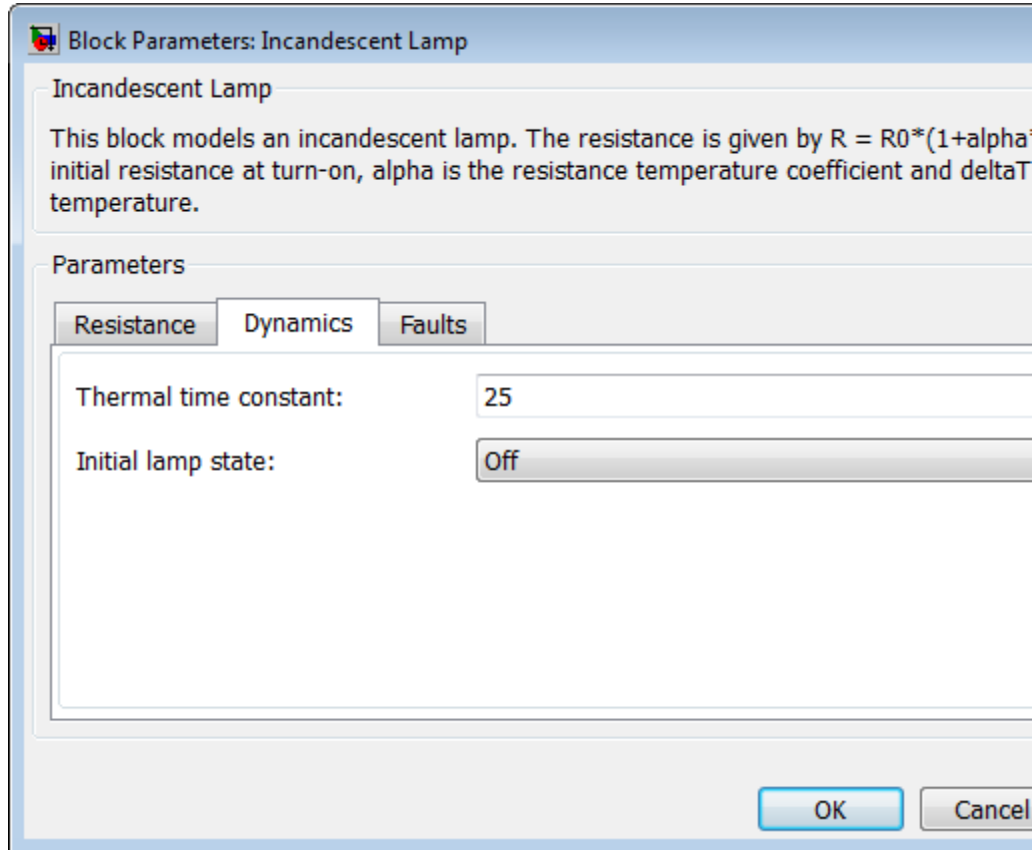 Block Parameters: Incandescent Lamp
Incandescent Lamp
This block models an incandescent lamp. The resistance is given by R = R0*(1+alpha*
initial resistance at turn-on, alpha is the resistance temperature coefficient and deltaT
temperature.
Parameters
Resistance Dynamics Faults
Thermal time constant: 25
Initial lamp state: Off
OK Cancel